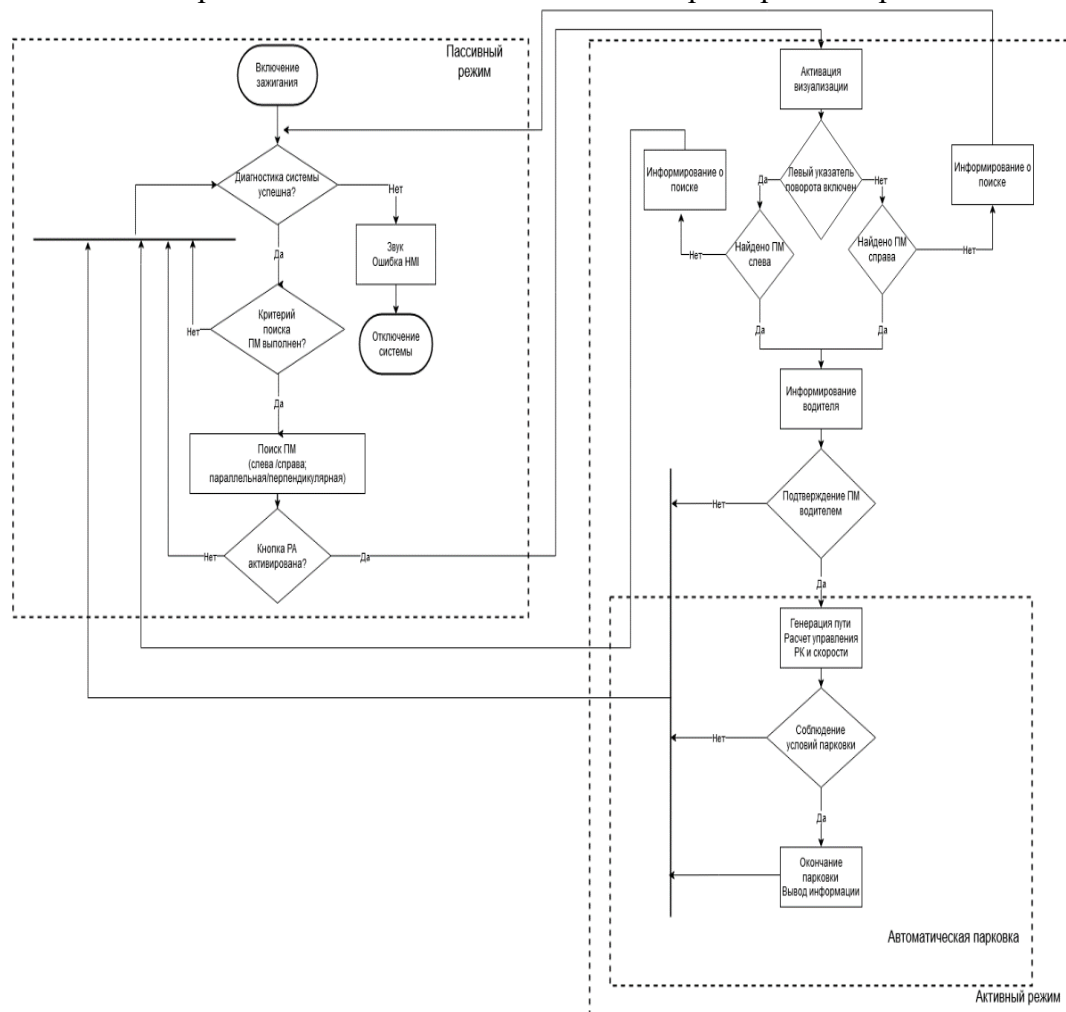 Пассивный
режим
Включение
зажигания
Диагностика системы
успешна?
Нет
Да
Звук
Ошибка HMI
Отключение
системы
Критерий
поиска
ПМ выполнен?
Нет
Да
Поиск ПМ
(слева /справа;
параллельная/перпендикулярная)
Кнопка РА
активирована?
Нет
Да
Активация
визуализации
Левый указатель
поворота включен
Да
Нет
Информирование о
поиске
Информирование о
поиске
Найдено ПМ
слева
Найдено ПМ
справа
Нет
Нет
Да
Да
Информирование
водителя
Подтверждение ПМ
водителем
Нет
Да
Генерация пути
Расчет управления
РК и скорости
Соблюдение
условий парковки
Нет
Да
Окончание
парковки
Вывод информации
Автоматическая парковка
Активный режим